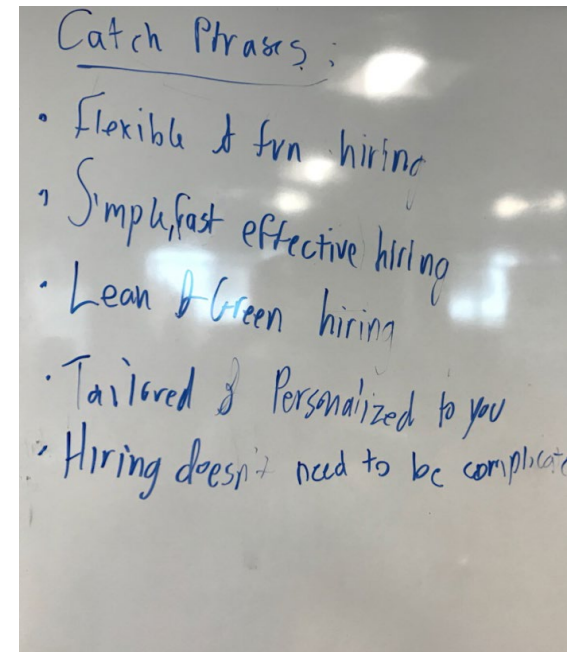 Catch Phrases:
• Flexible & fun hiring
• Simple, fast effective hiring
• Lean & Green hiring
• Tailored & Personalized to you
• Hiring doesn't need to be complicate